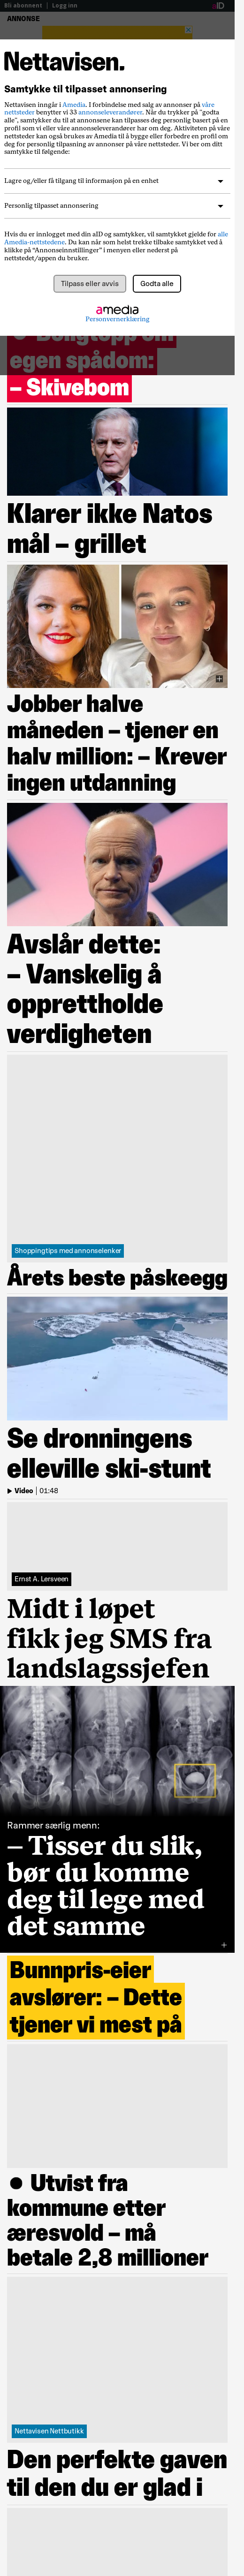 Bli abonnent | Logg inn
aID
ANNONSE
Nettavisen.
Samtykke til tilpasset annonsering
Nettavisen inngår i Amedia. I forbindelse med salg av annonser på våre
nettsteder benytter vi 33 annonseleverandører. Når du trykker på "godta
alle", samtykker du til at annonsørene kan tilpasse deg personlig basert på en
profil som vi eller våre annonseleverandører har om deg. Aktiviteten på våre
nettsteder kan også brukes av Amedia til å bygge eller forbedre en profil om
deg for personlig tilpasning av annonser på våre nettsteder. Vi ber om ditt
samtykke til følgende:
Lagre og/eller få tilgang til informasjon på en enhet
Personlig tilpasset annonsering
Hvis du er innlogget med din aID og samtykker, vil samtykket gjelde for alle
Amedia-nettstedene. Du kan når som helst trekke tilbake samtykket ved å
klikke på “Annonseinnstillinger” i menyen eller nederst på
nettstedet/appen du bruker.
Tilpass eller avvis
Godta alle
amedia
Personvernerklæring
egen spådom:
– Skivebom
Klarer ikke Natos
mål – grillet
Jobber halve
måneden – tjener en
halv million: – Krever
ingen utdanning
Avslår dette:
– Vanskelig å
opprettholde
verdigheten
Shoppingtips med annonselenker
Årets beste påskeegg
Se dronningens
elleville ski-stunt
Video | 01:48
Ernst A. Lersveen
Midt i løpet
fikk jeg SMS fra
landslagssjefen
Rammer særlig menn:
– Tisser du slik,
bør du komme
deg til lege med
det samme
Bunnpris-eier
avslører: – Dette
tjener vi mest på
● Utvist fra
kommune etter
æresvold – må
betale 2,8 millioner
Nettavisen Nettbutikk
Den perfekte gaven
til den du er glad i